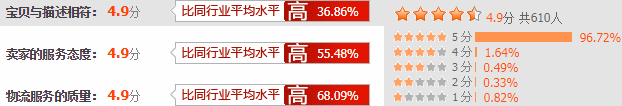 宝贝与描述相符: 4.9分 比同行业平均水平 高 36.86%
卖家的服务态度: 4.9分 比同行业平均水平 高 55.48%
物流服务的质量: 4.9分 比同行业平均水平 高 68.09%
4.9分 共610人
5分 96.72%
4分 1.64%
3分 0.49%
2分 0.33%
1分 0.82%